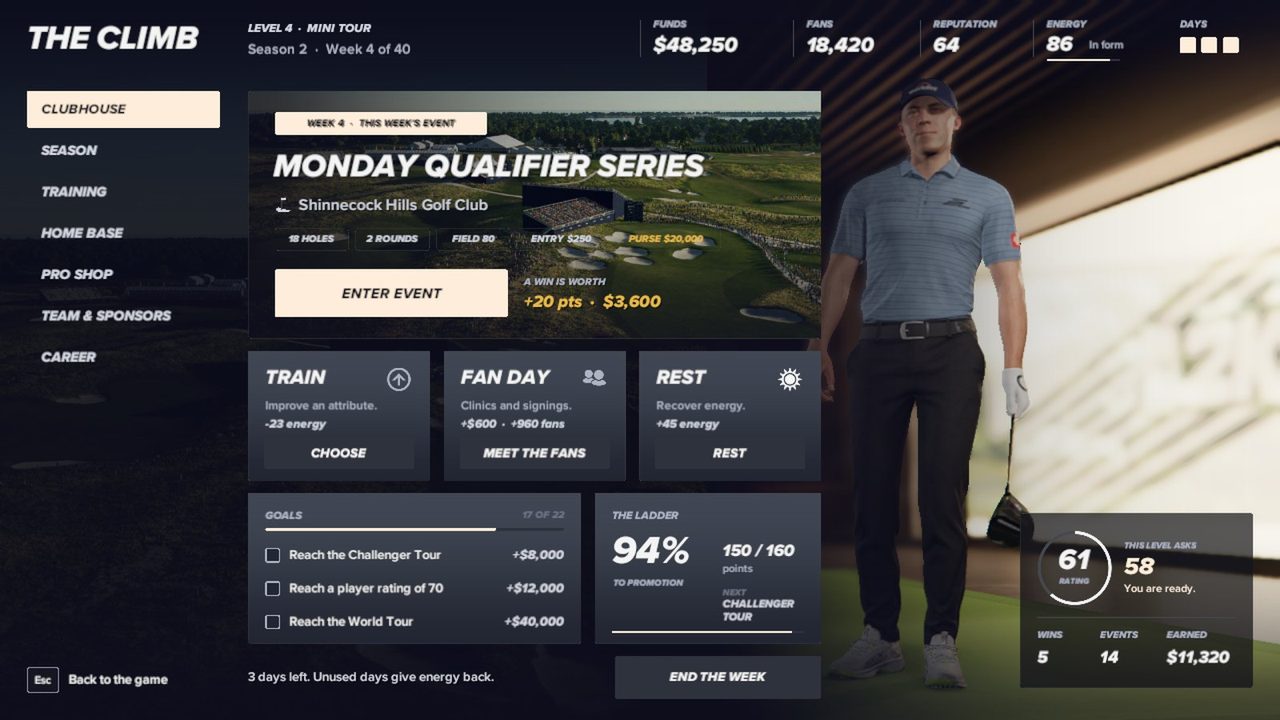 THE CLIMB
LEVEL 4 · MINI TOUR
Season 2 · Week 4 of 40
FUNDS
$48,250
FANS
18,420
REPUTATION
64
ENERGY
86 In form
DAYS
CLUBHOUSE
SEASON
TRAINING
HOME BASE
PRO SHOP
TEAM & SPONSORS
CAREER
WEEK 4 · THIS WEEK'S EVENT
MONDAY QUALIFIER SERIES
Shinnecock Hills Golf Club
18 HOLES 2 ROUNDS FIELD 80 ENTRY $250 PURSE $20,000
ENTER EVENT
A WIN IS WORTH
+20 pts · $3,600
TRAIN
Improve an attribute.
-23 energy
CHOOSE
FAN DAY
Clinics and signings.
+$600 · +960 fans
MEET THE FANS
REST
Recover energy.
+45 energy
REST
GOALS 17 OF 22
Reach the Challenger Tour +$8,000
Reach a player rating of 70 +$12,000
Reach the World Tour +$40,000
THE LADDER
94%
TO PROMOTION
150 / 160
points
NEXT
CHALLENGER
TOUR
61
RATING
THIS LEVEL ASKS
58
You are ready.
WINS
5
EVENTS
14
EARNED
$11,320
Esc Back to the game
3 days left. Unused days give energy back.
END THE WEEK